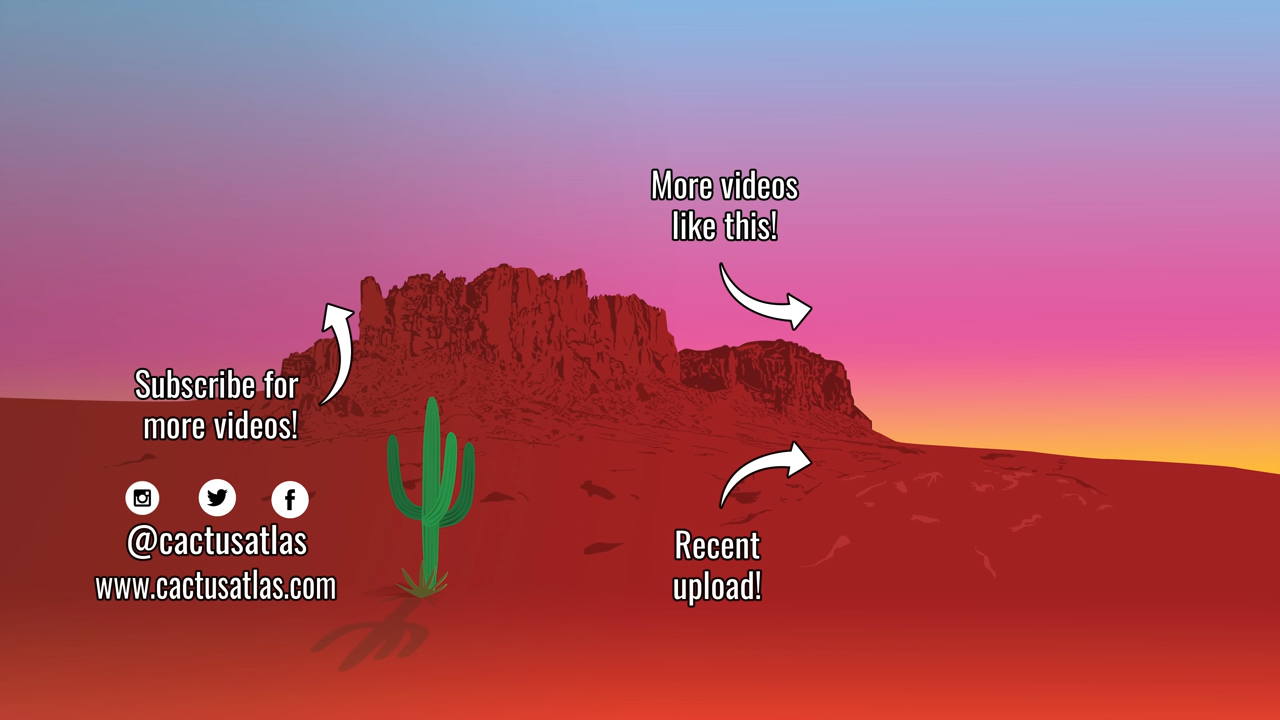 More videos
like this!
Subscribe for
more videos!
@cactusatlas
www.cactusatlas.com
Recent
upload!